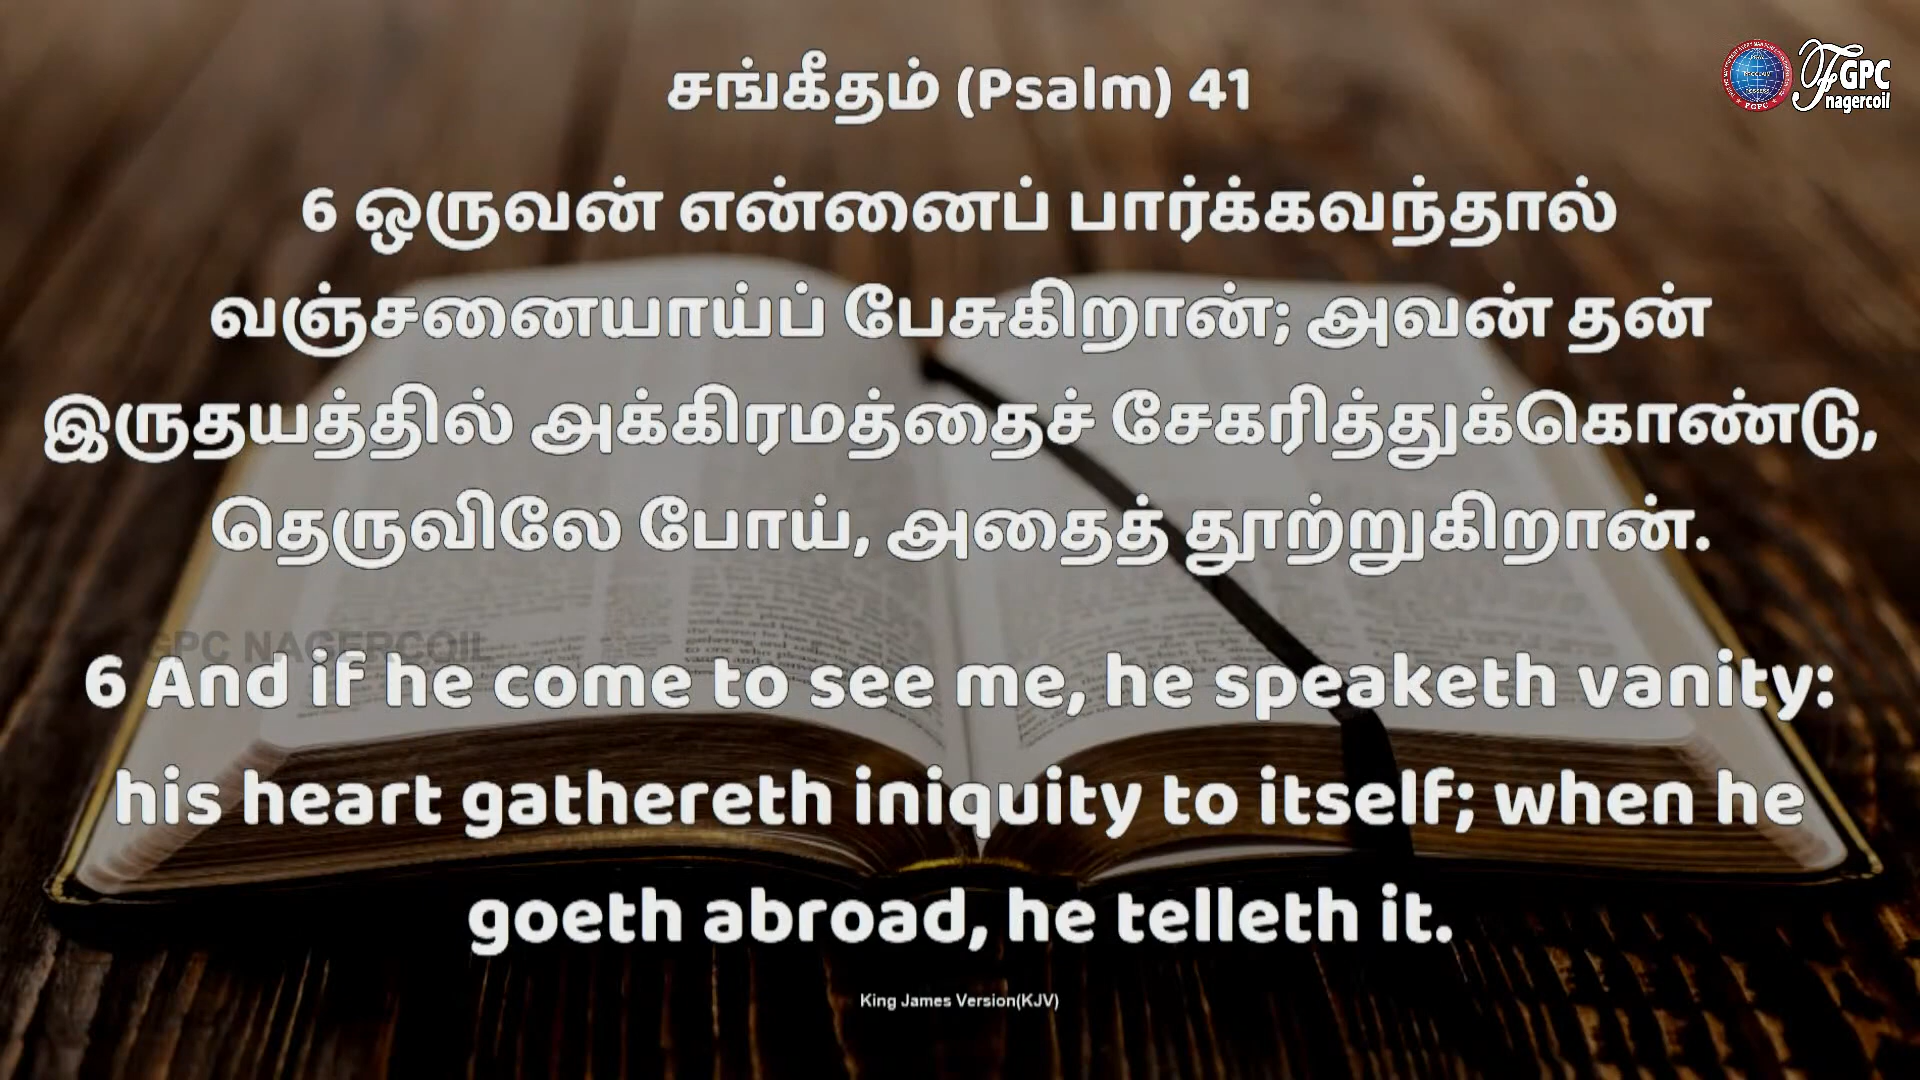 சங்கீதம் (Psalm) 41
FGPC
nagercoil
6 ஒருவன் என்னைப் பார்க்கவந்தால்
வஞ்சனையாய்ப் பேசுகிறான்; அவன் தன்
இருதயத்தில் அக்கிரமத்தைச் சேகரித்துக்கொண்டு,
தெருவிலே போய், அதைத் தூற்றுகிறான்.
GPC NAGERCOIL
6 And if he come to see me, he speaketh vanity:
his heart gathereth iniquity to itself; when he
goeth abroad, he telleth it.
King James Version(KJV)